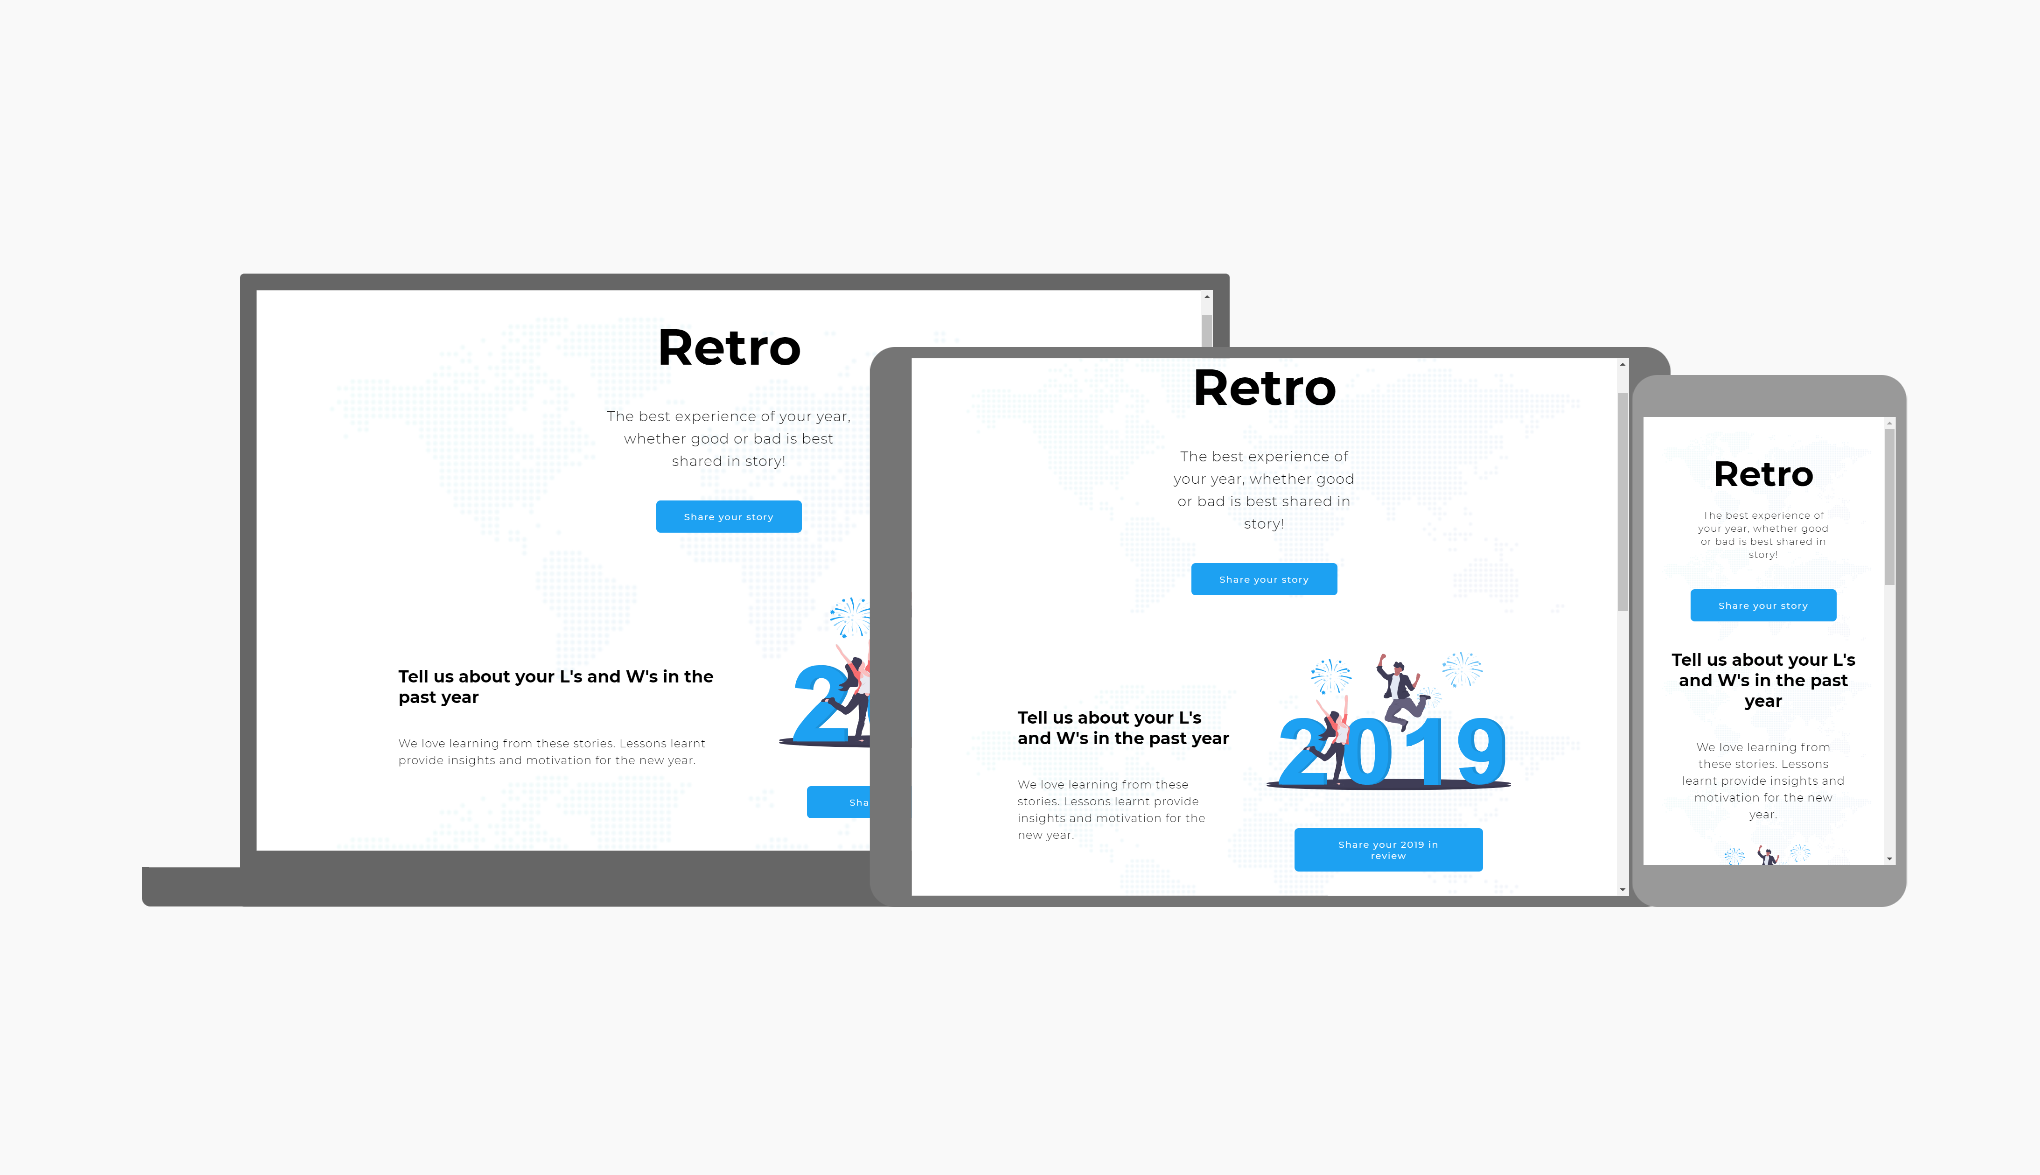 Retro
The best experience of your year,
whether good or bad is best
shared in story!
Share your story
Tell us about your L's and W's in the
past year
We love learning from these stories. Lessons learnt
provide insights and motivation for the new year.
2
Sha
Retro
The best experience of
your year, whether good
or bad is best shared in
story!
Share your story
Tell us about your L's
and W's in the past year
We love learning from these
stories. Lessons learnt provide
insights and motivation for the
new year.
2019
Share your 2019 in
review
Retro
The best experience of
your year, whether good
or bad is best shared in
story!
Share your story
Tell us about your L's
and W's in the past
year
We love learning from
these stories. Lessons
learnt provide insights and
motivation for the new
year.